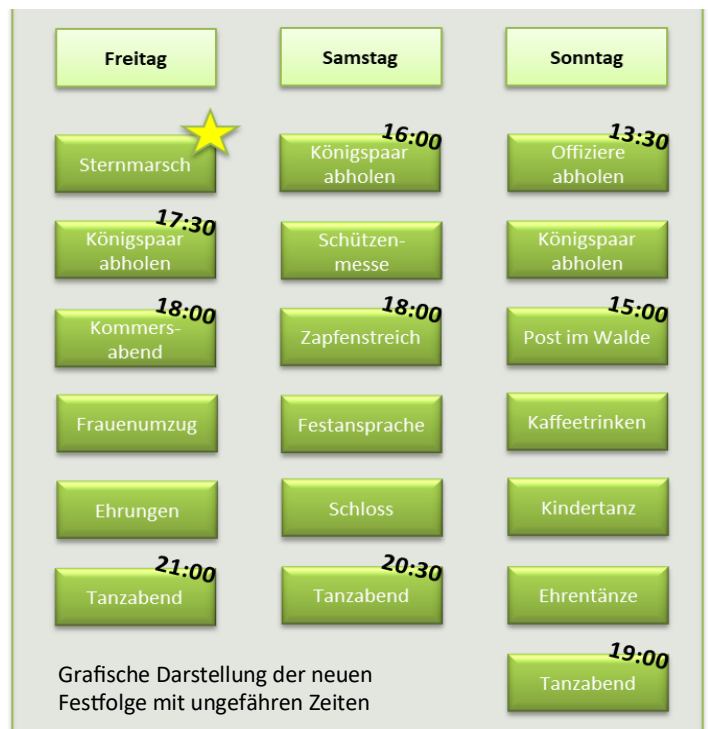 Freitag
Samstag
Sonntag
Sternmarsch
16:00
Königspaar
abholen
13:30
Offiziere
abholen
17:30
Königspaar
abholen
Schützen-
messe
Königspaar
abholen
18:00
Kommers-
abend
18:00
Zapfenstreich
15:00
Post im Walde
Frauenumzug
Festansprache
Kaffeetrinken
Ehrungen
Schloss
Kindertanz
21:00
Tanzabend
20:30
Tanzabend
Ehrentänze
19:00
Tanzabend
Grafische Darstellung der neuen
Festfolge mit ungefähren Zeiten